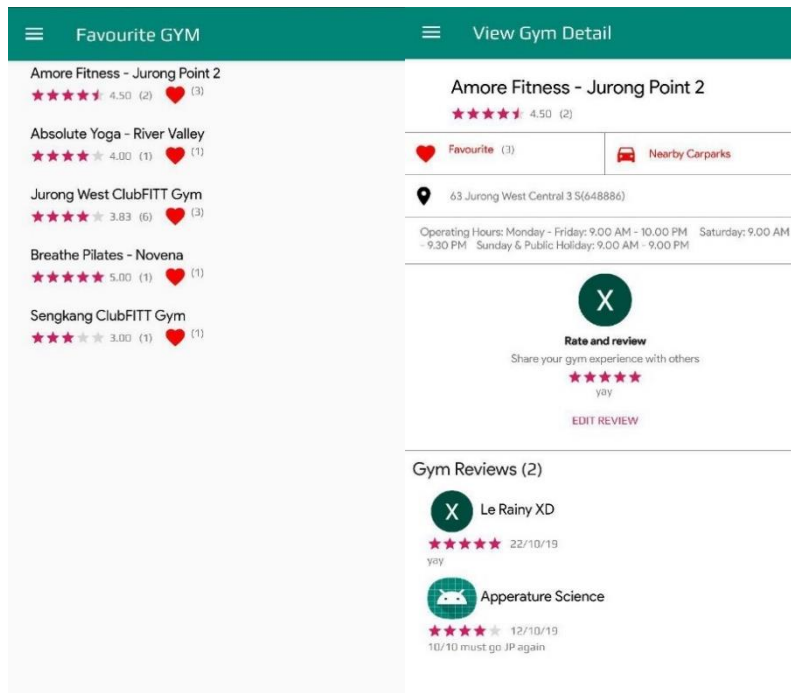 Favourite GYM
Amore Fitness - Jurong Point 2
4.50 (2) (3)
Absolute Yoga - River Valley
4.00 (1) (1)
Jurong West ClubFITT Gym
3.83 (6) (3)
Breathe Pilates - Novena
5.00 (1) (1)
Sengkang ClubFITT Gym
3.00 (1) (1)
View Gym Detail
Amore Fitness - Jurong Point 2
4.50 (2)
Favourite (3)
Nearby Carparks
63 Jurong West Central 3 S(648886)
Operating Hours: Monday - Friday: 9.00 AM - 10.00 PM Saturday: 9.00 AM
- 9.30 PM Sunday & Public Holiday: 9.00 AM - 9.00 PM
X
Rate and review
Share your gym experience with others
yay
EDIT REVIEW
Gym Reviews (2)
X Le Rainy XD
22/10/19
yay
Apperature Science
12/10/19
10/10 must go JP again